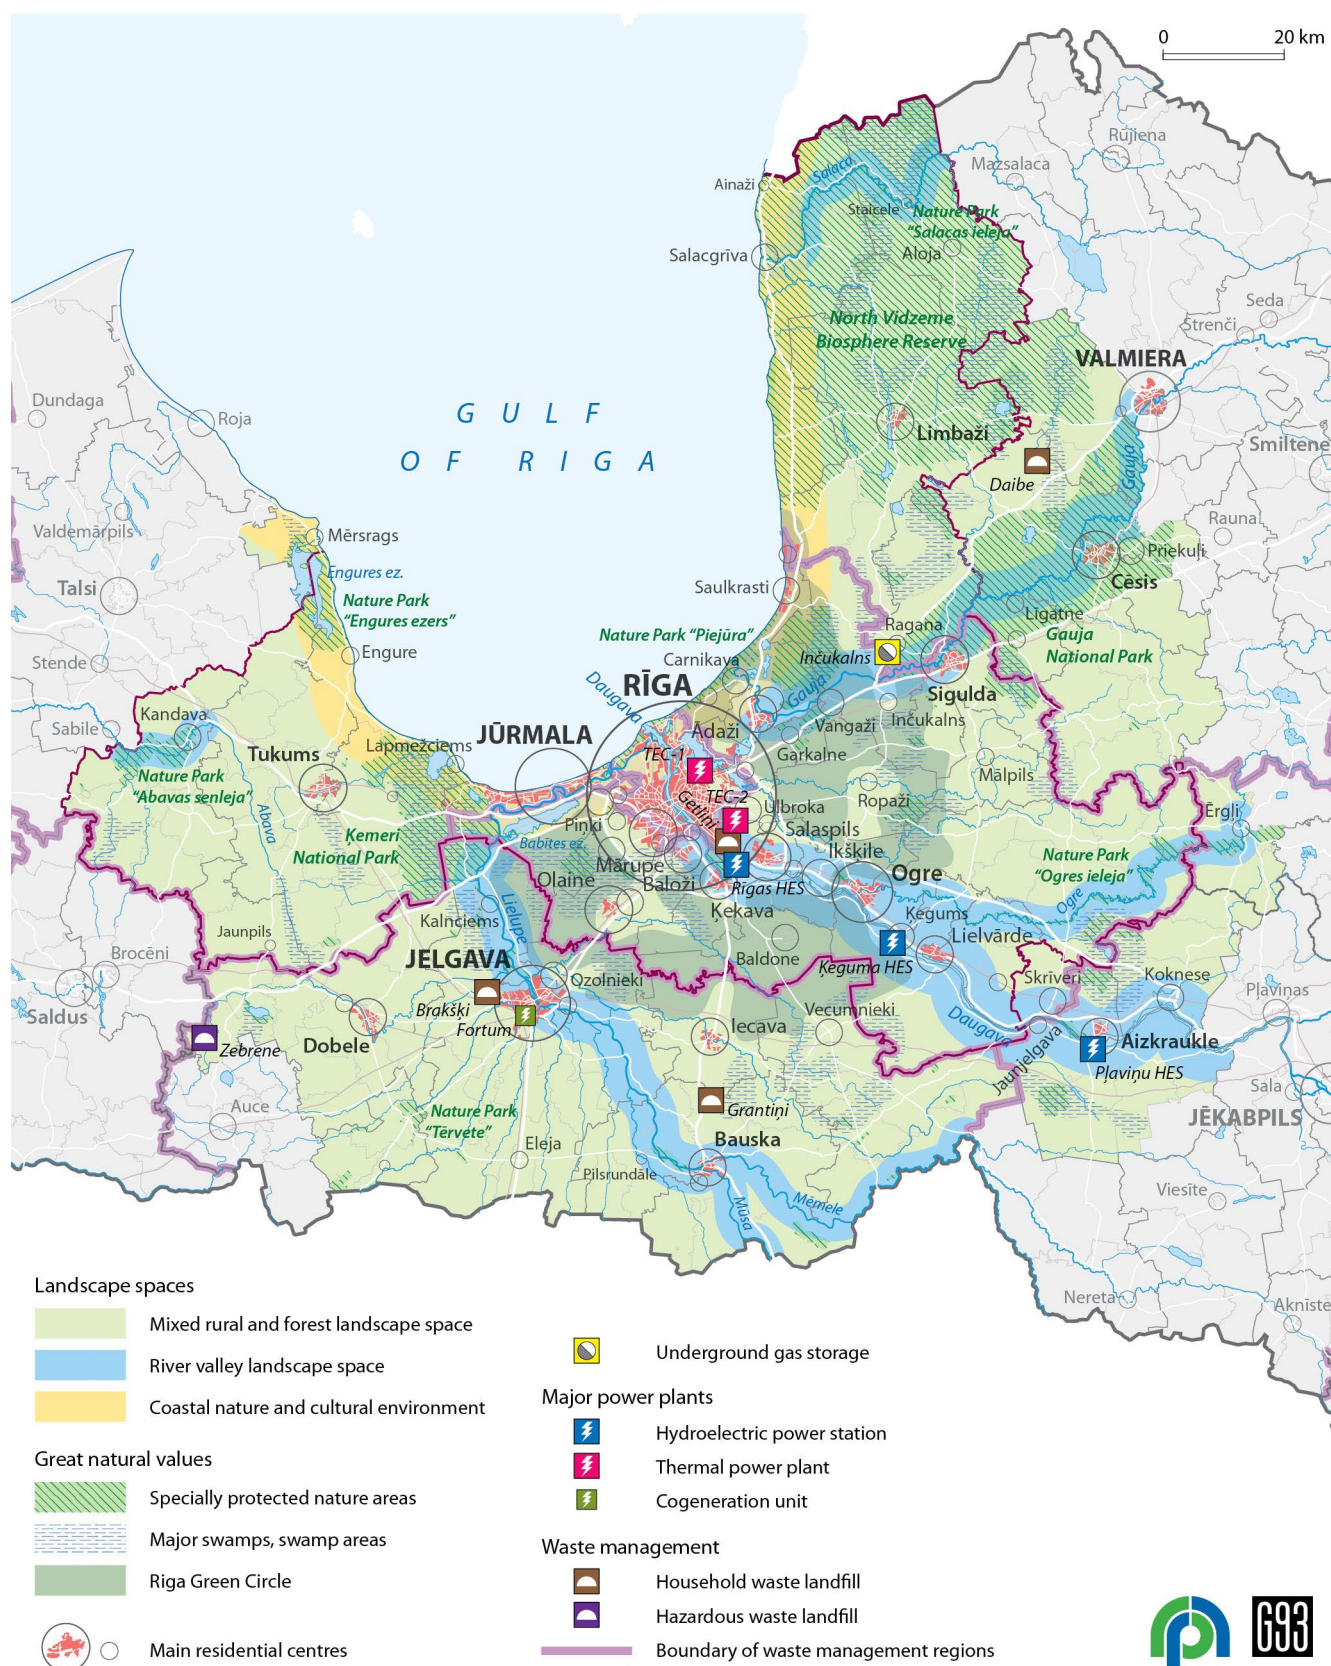 0 20 km
Rūjiena
Mazsalaca
Ainaži
Salaca
Staicele
Nature Park
"Salacas ieleja"
Salacgrīva
Aloja
Seda
Strenči
North Vidzeme
Biosphere Reserve
VALMIERA
Dundaga
Roja
GULF
OF RIGA
Limbaži
Smiltene
Gauja
Daibe
Valdemārpils
Mērsrags
Rauna
Priekuļi
Cēsis
Engures ez.
Talsi
Saulkrasti
Nature Park
"Engures ezers"
Līgatne
Ragana
Gauja
National Park
Nature Park "Piejūra"
Engure
Stende
Carnikava
Inčukalns
Daugava
RĪGA
Gauja
Sigulda
Kandava
Sabile
Inčukalns
Vangaži
JŪRMALA
Ādaži
Lapmežciems
Tukums
TEC-1
Garkalne
Mālpils
Nature Park
"Abavas senleja"
TEC-2
Getliņi
Ulbroka
Ropaži
Ērgļi
Abava
Piņķi
Salaspils
Ķemeri
National Park
Babītes ez.
Ikšķile
Nature Park
"Ogres ieleja"
Mārupe
Olaine
Baloži
Rīgas HES
Ogre
Ogre
Kalnciems
Lielupe
Ķekava
Ķegums
Lielvārde
Jaunpils
Brocēni
JELGAVA
Baldone
Ķeguma HES
Skrīveri
Koknese
Ozolnieki
Pļaviņas
Brakšķi
Fortum
Vecumnieki
Saldus
Iecava
Daugava
Dobele
Zebrene
Jaunjelgava
Aizkraukle
Pļaviņu HES
Sala
Auce
Nature Park
"Tērvete"
Grantiņi
JĒKABPILS
Bauska
Eleja
Pilsrundāle
Viesīte
Mūsa
Mēmele
Nereta
Aknīste
Landscape spaces
Mixed rural and forest landscape space
River valley landscape space
Coastal nature and cultural environment
Great natural values
Specially protected nature areas
Major swamps, swamp areas
Riga Green Circle
Main residential centres
Underground gas storage
Major power plants
Hydroelectric power station
Thermal power plant
Cogeneration unit
Waste management
Household waste landfill
Hazardous waste landfill
Boundary of waste management regions
G93